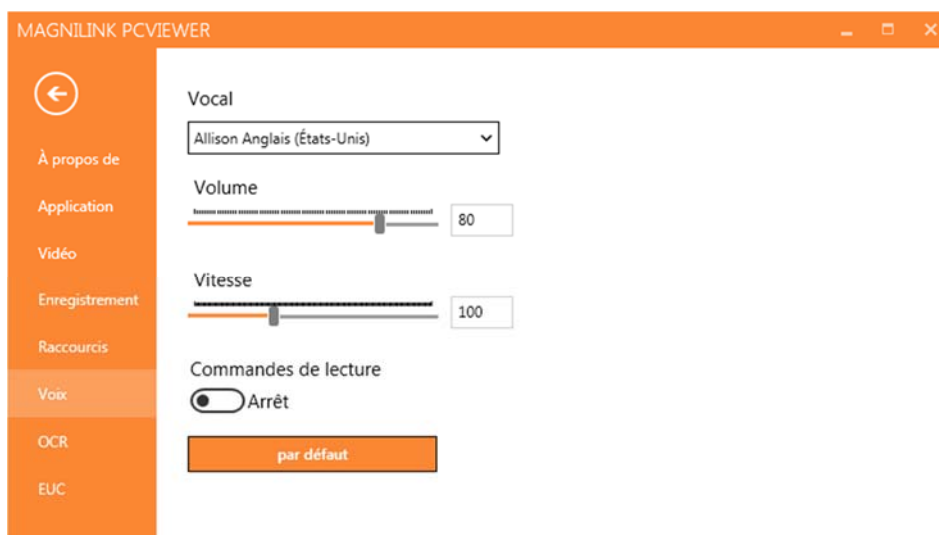 MAGNILINK PCVIEWER
À propos de
Application
Vidéo
Enregistrement
Raccourcis
Voix
OCR
EUC
Vocal
Allison Anglais (États-Unis)
Volume
80
Vitesse
100
Commandes de lecture
Arrêt
par défaut